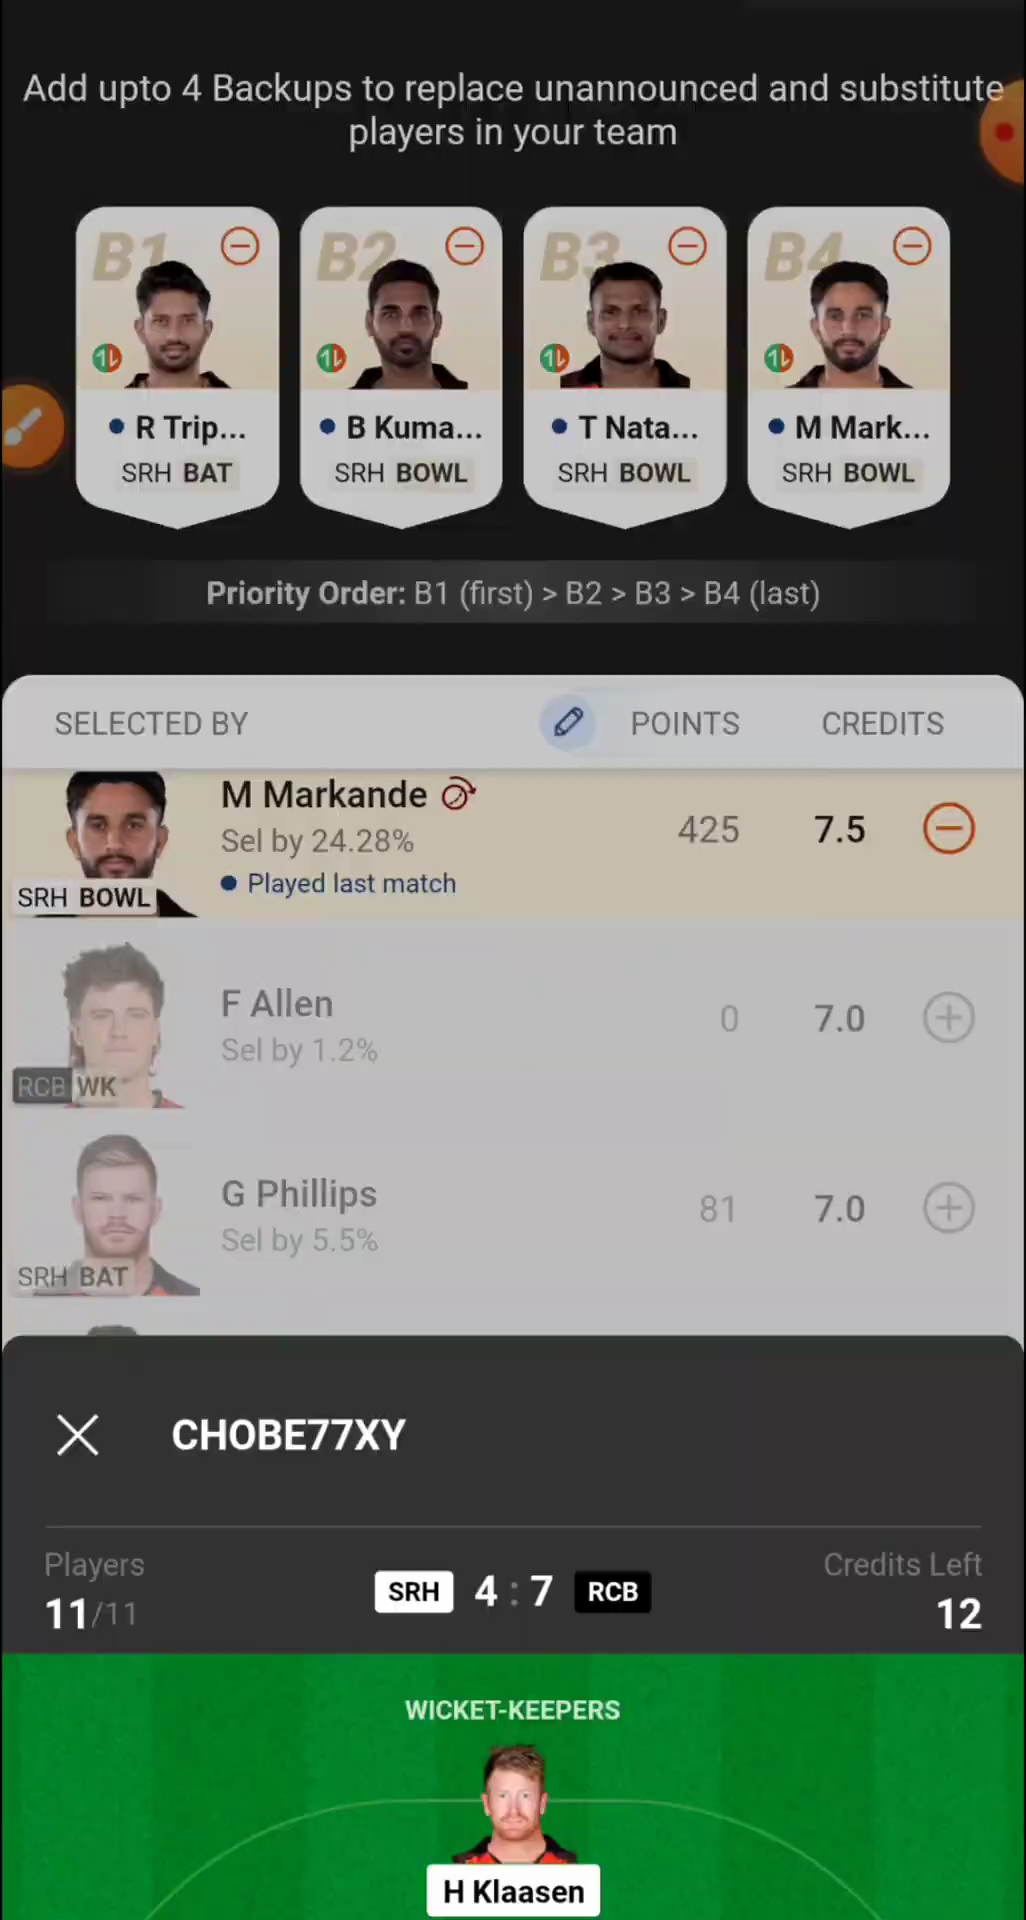 Add upto 4 Backups to replace unannounced and substitute
players in your team
B1 B2 B3 B4
R Trip... B Kuma... T Nata... M Mark...
SRH BAT SRH BOWL SRH BOWL SRH BOWL
Priority Order: B1 (first) > B2 > B3 > B4 (last)
SELECTED BY POINTS CREDITS
M Markande
Sel by 24.28% 425 7.5
Played last match
SRH BOWL
F Allen
Sel by 1.2% 0 7.0
RCB WK
G Phillips
Sel by 5.5% 81 7.0
SRH BAT
CHOBE77XY
Players Credits Left
11/11 SRH 4 : 7 RCB 12
WICKET-KEEPERS
H Klaasen